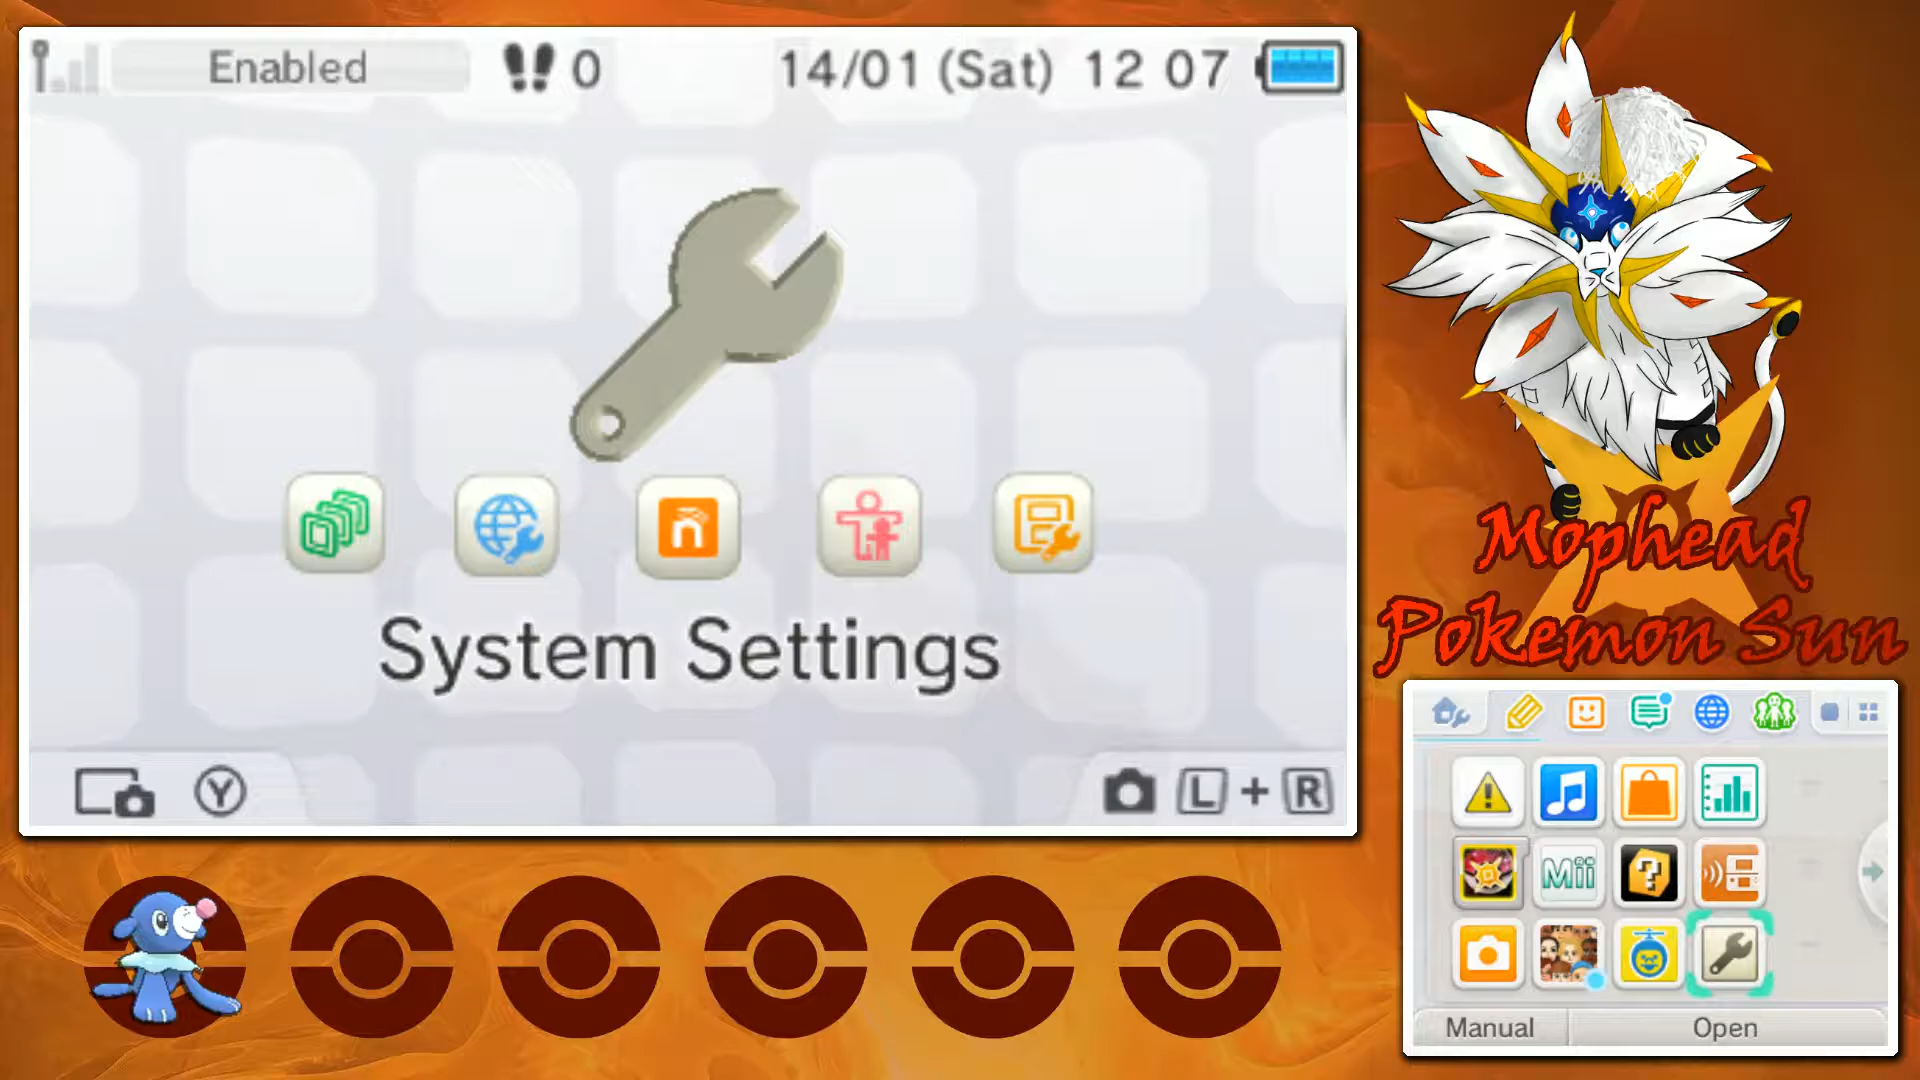 Enabled
0
14/01 (Sat) 12 07
System Settings
Y
L + R
Mophead
Pokemon Sun
Mii
?
Manual
Open